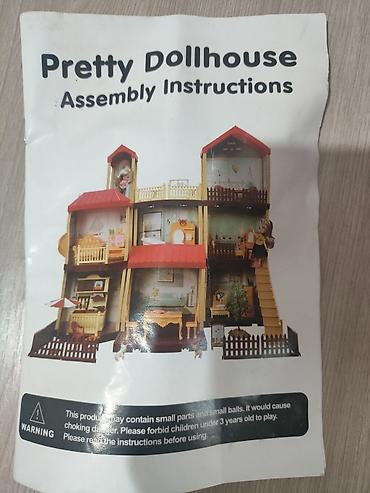 Pretty Dollhouse
Assembly Instructions
WARNING
This product may contain small parts and small balls. It would cause
choking danger. Please forbid children under 3 years old to play.
Please read the instructions before using.